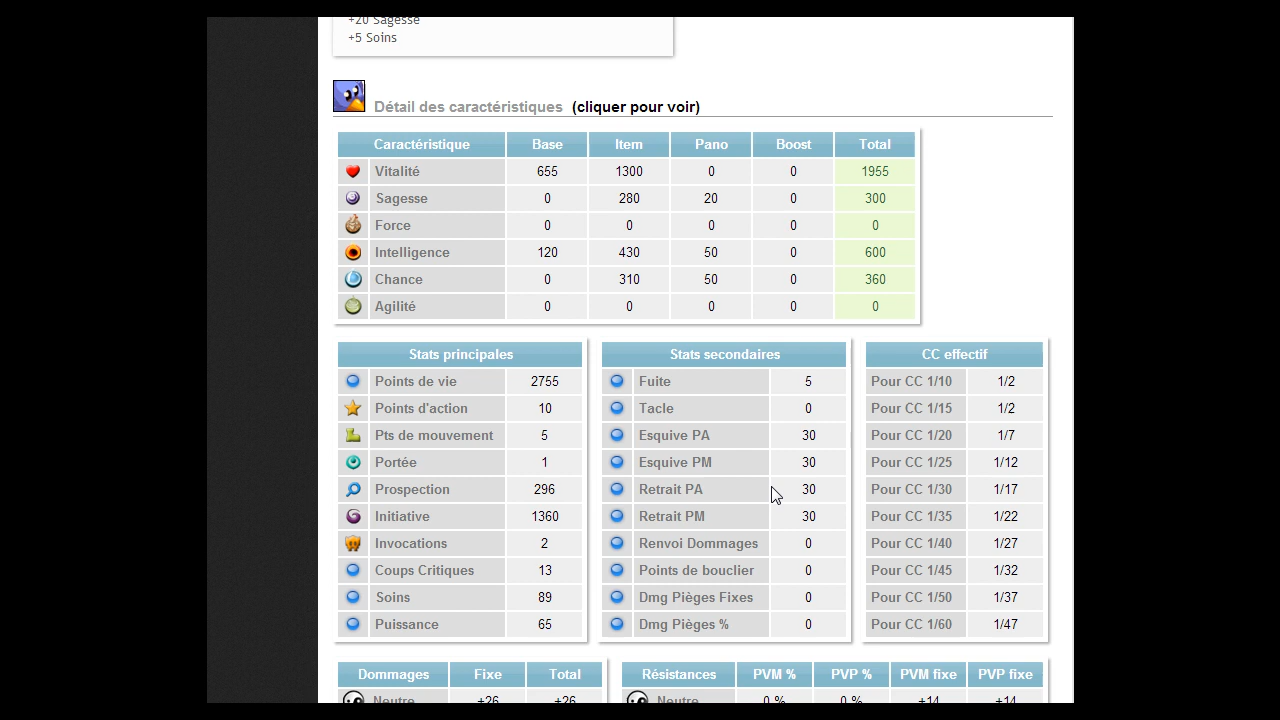 +20 Sagesse
+5 Soins
Détail des caractéristiques (cliquer pour voir)
Caractéristique Base Item Pano Boost Total
Vitalité 655 1300 0 0 1955
Sagesse 0 280 20 0 300
Force 0 0 0 0 0
Intelligence 120 430 50 0 600
Chance 0 310 50 0 360
Agilité 0 0 0 0 0
Stats principales Stats secondaires CC effectif
Points de vie 2755 Fuite 5 Pour CC 1/10 1/2
Points d'action 10 Tacle 0 Pour CC 1/15 1/2
Pts de mouvement 5 Esquive PA 30 Pour CC 1/20 1/7
Portée 1 Esquive PM 30 Pour CC 1/25 1/12
Prospection 296 Retrait PA 30 Pour CC 1/30 1/17
Initiative 1360 Retrait PM 30 Pour CC 1/35 1/22
Invocations 2 Renvoi Dommages 0 Pour CC 1/40 1/27
Coups Critiques 13 Points de bouclier 0 Pour CC 1/45 1/32
Soins 89 Dmg Pièges Fixes 0 Pour CC 1/50 1/37
Puissance 65 Dmg Pièges % 0 Pour CC 1/60 1/47
Dommages Fixe Total Résistances PVM % PVP % PVM fixe PVP fixe
Neutre +26 +26 Neutre 0 % 0 % +14 +14